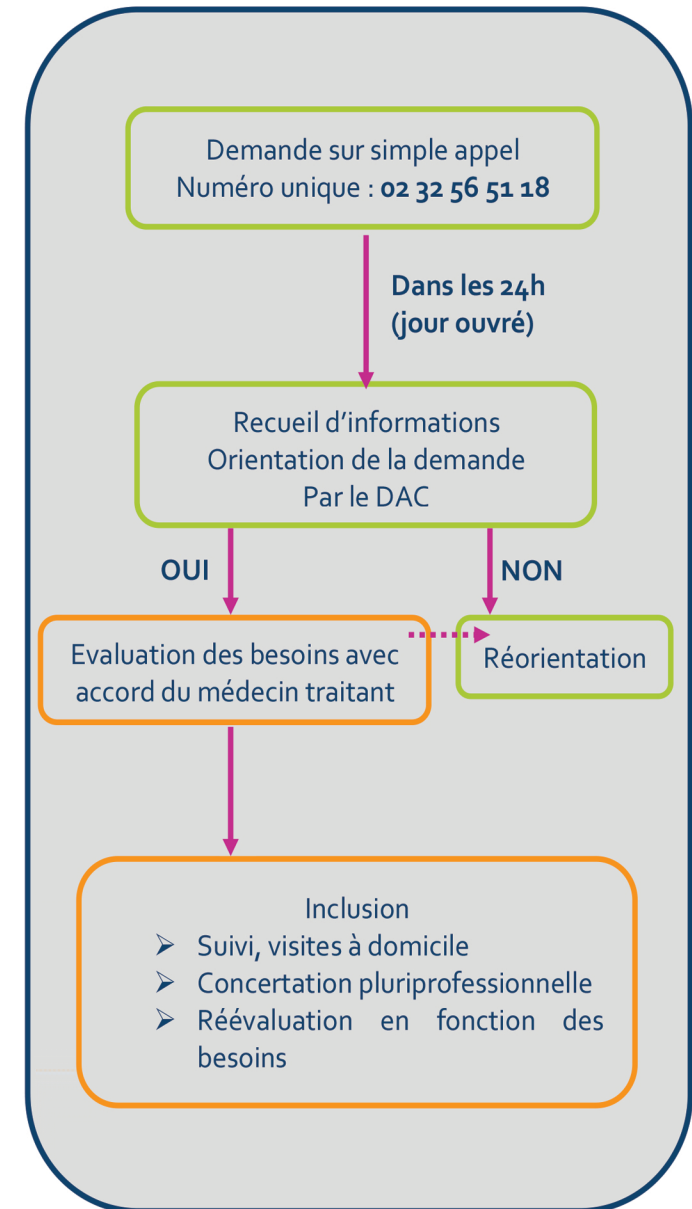 Demande sur simple appel
Numéro unique : 02 32 56 51 18
Dans les 24h
(jour ouvré)
Recueil d’informations
Orientation de la demande
Par le DAC
OUI
NON
Evaluation des besoins avec
accord du médecin traitant
Réorientation
Inclusion
➢ Suivi, visites à domicile
➢ Concertation pluriprofessionnelle
➢ Réévaluation en fonction des
besoins